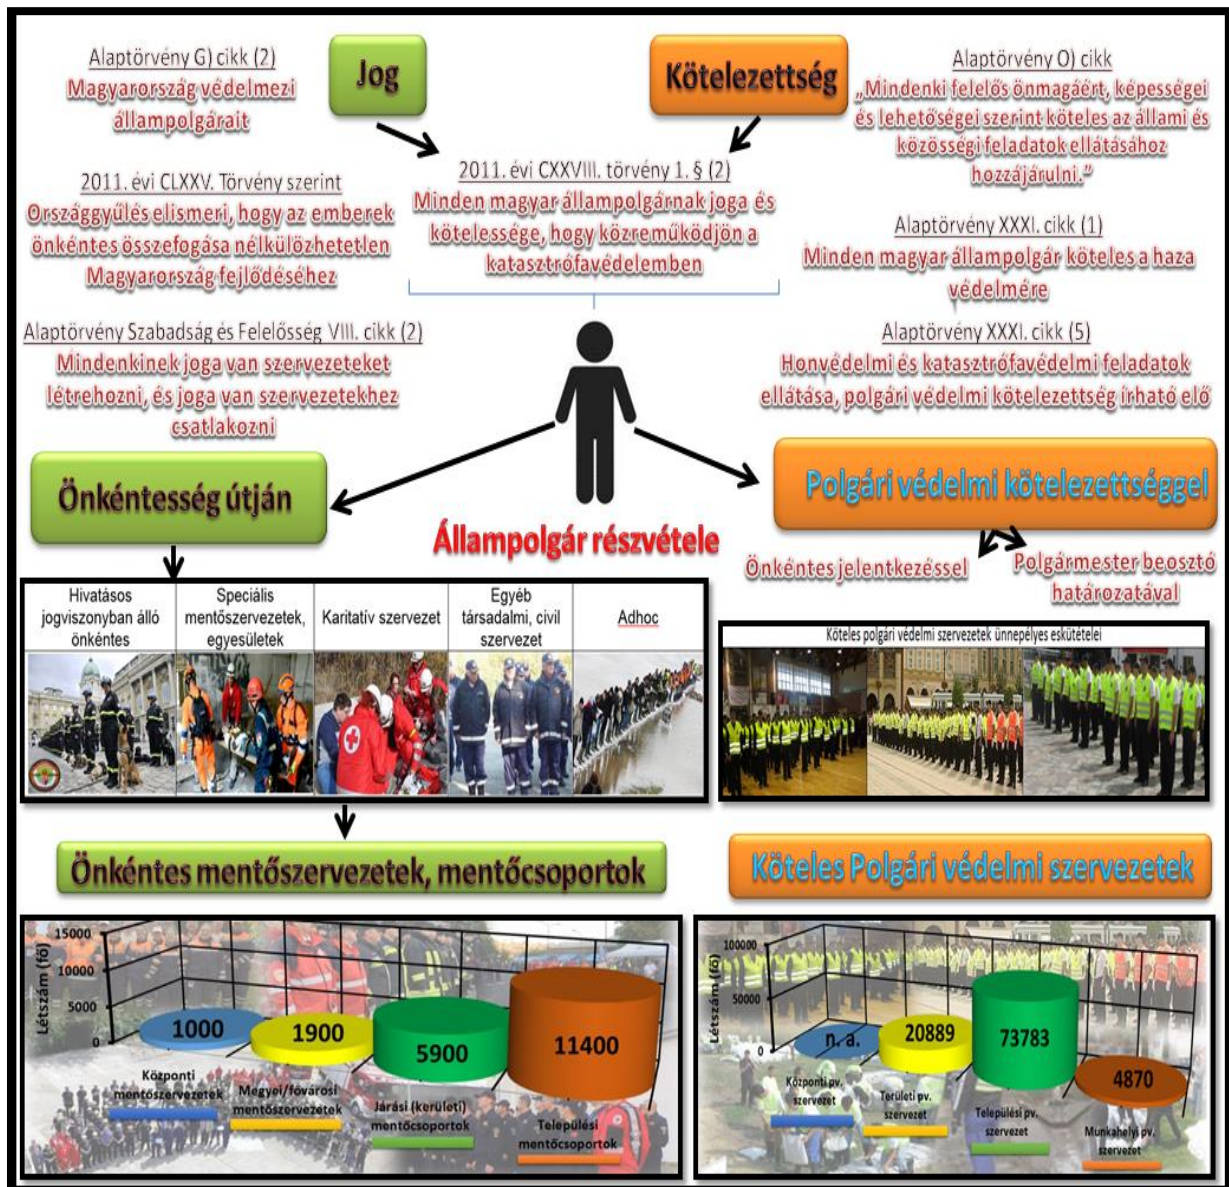 Alaptörvény G) cikk (2)
Magyarország védelmezi
állampolgárait
Jog
Kötelezettség
Alaptörvény O) cikk
„Mindenki felelős önmagáért, képességei
és lehetőségei szerint köteles az állami és
közösségi feladatok ellátásához
hozzájárulni.”
2011. évi CLXXV. Törvény szerint
Országgyűlés elismeri, hogy az emberek
önkéntes összefogása nélkülözhetetlen
Magyarország fejlődéséhez
2011. évi CXXVIII. törvény 1. § (2)
Minden magyar állampolgárnak joga és
kötelessége, hogy közreműködjön a
katasztrófavédelemben
Alaptörvény XXXI. cikk (1)
Minden magyar állampolgár köteles a haza
védelmére
Alaptörvény Szabadság és Felelősség VIII. cikk (2)
Mindenkinek joga van szervezeteket
létrehozni, és joga van szervezetekhez
csatlakozni
Alaptörvény XXXI. cikk (5)
Honvédelmi és katasztrófavédelmi feladatok
ellátása, polgári védelmi kötelezettség írható elő
Önkéntesség útján
Állampolgár részvétele
Polgári védelmi kötelezettséggel
Önkéntes jelentkezéssel
Polgármester beosztó
határozatával
Hivatásos
jogviszonyban álló
önkéntes
Speciális
mentőszervezetek,
egyesületek
Karitatív szervezet
Egyéb
társadalmi, civil
szervezet
Adhoc
Köteles polgári védelmi szervezetek ünnepélyes eskütételei
Önkéntes mentőszervezetek, mentőcsoportok
Köteles Polgári védelmi szervezetek
Létszám (fő)
15000
10000
5000
0
1000
1900
5900
11400
Központi
mentőszervezetek
Megyei/fővárosi
mentőszervezetek
Járási (kerületi)
mentőcsoportok
Települési
mentőcsoportok
Létszám (fő)
100000
50000
0
n. a.
20889
73783
4870
Központi pv.
szervezet
Területi pv.
szervezet
Települési pv.
szervezet
Munkahelyi pv.
szervezet